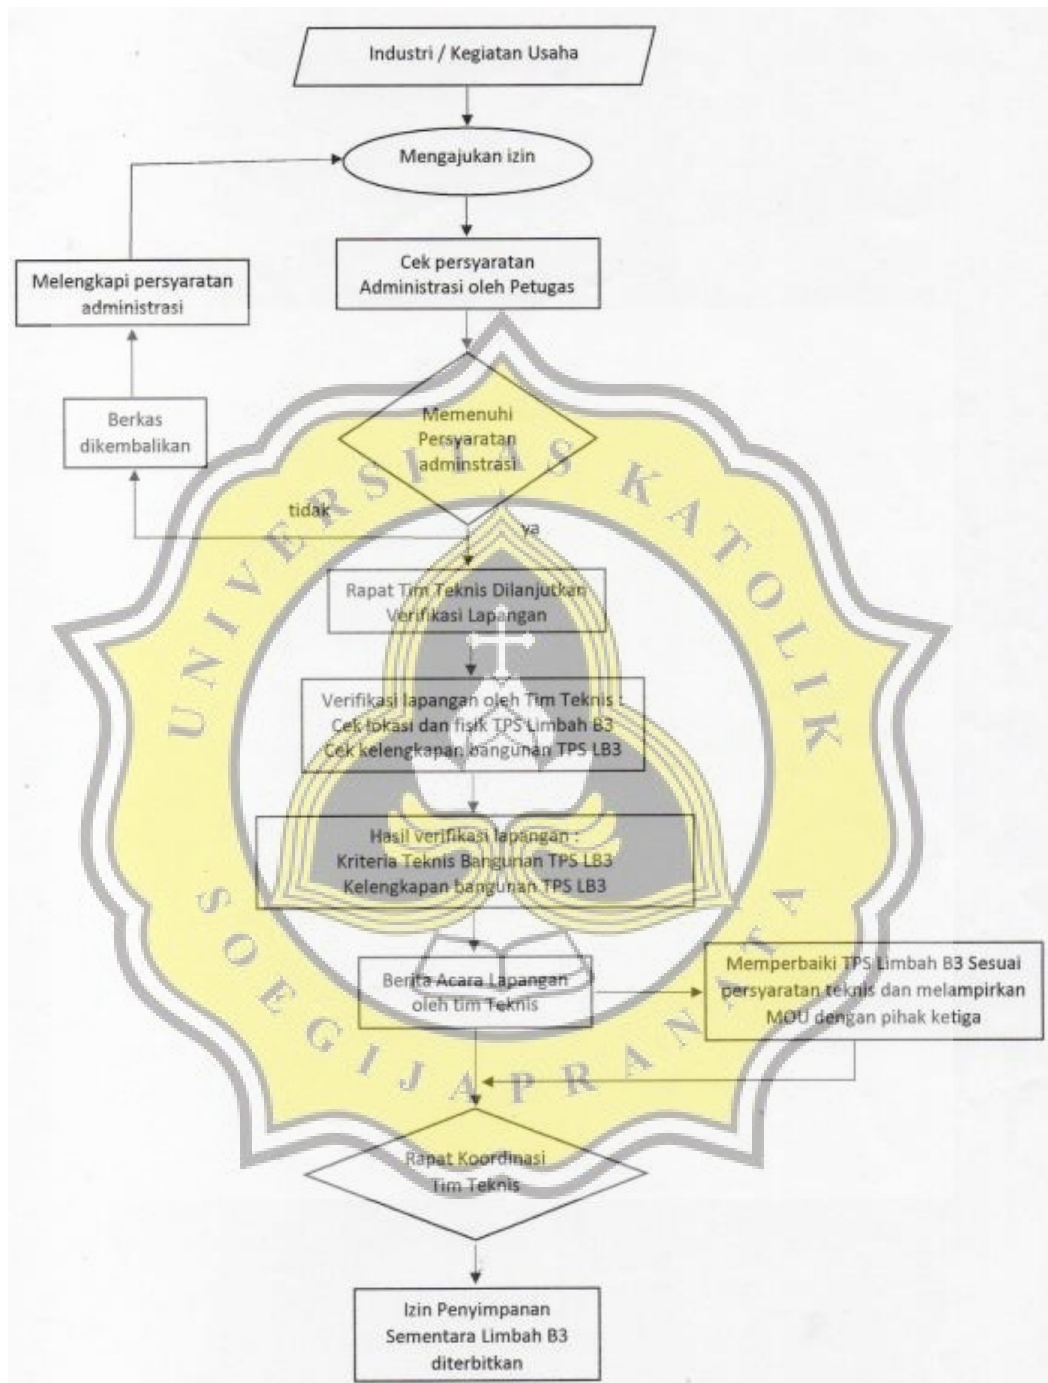 Industri / Kegiatan Usaha
Mengajukan izin
Cek persyaratan
Administrasi oleh Petugas
Melengkapi persyaratan
administrasi
Berkas
dikembalikan
Memenuhi
Persyaratan
adminstrasi
tidak
ya
Rapat Tim Teknis Dilanjutkan
Verifikasi Lapangan
Verifikasi lapangan oleh Tim Teknis :
Cek lokasi dan fisik TPS Limbah B3
Cek kelengkapan bangunan TPS LB3
Hasil verifikasi lapangan :
Kriteria Teknis Bangunan TPS LB3
Kelengkapan bangunan TPS LB3
Berita Acara Lapangan
oleh tim Teknis
Memperbaiki TPS Limbah B3 Sesuai
persyaratan teknis dan melampirkan
MOU dengan pihak ketiga
Rapat Koordinasi
Tim Teknis
Izin Penyimpanan
Sementara Limbah B3
diterbitkan
UNIVERSITAS KATOLIK
SOEGIJAPRANATA